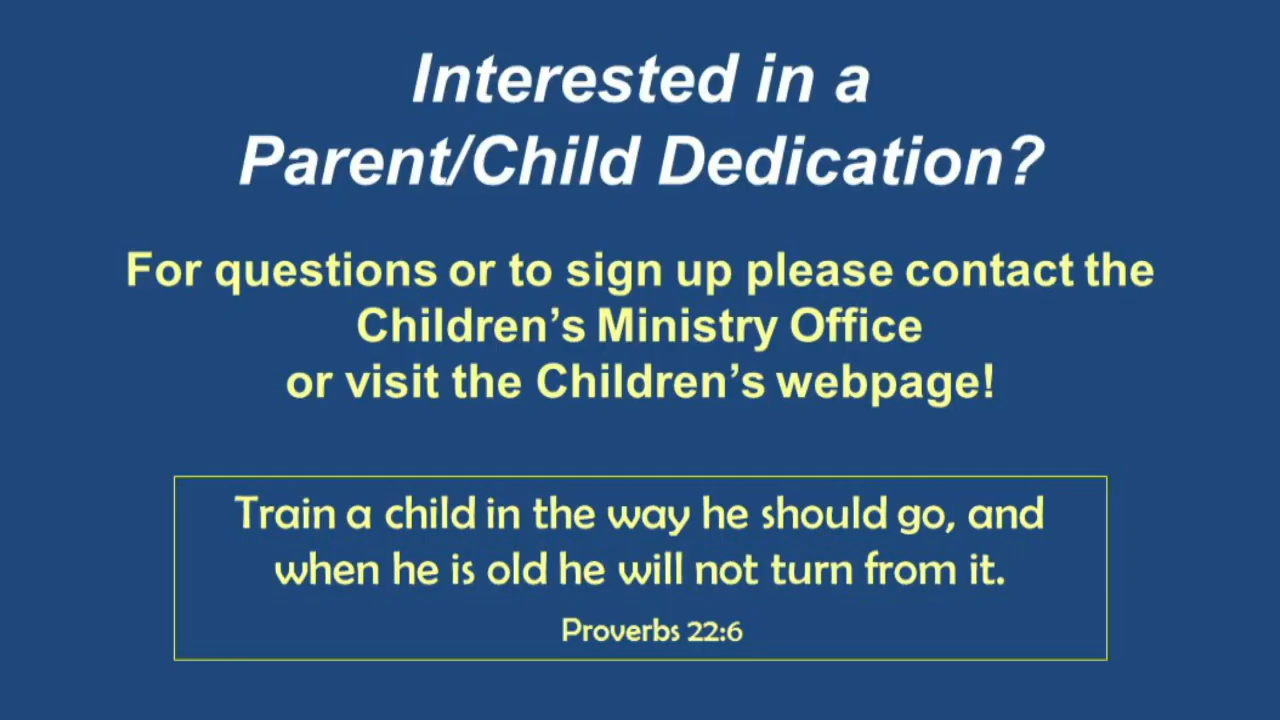 Interested in a
Parent/Child Dedication?
For questions or to sign up please contact the
Children’s Ministry Office
or visit the Children’s webpage!
Train a child in the way he should go, and
when he is old he will not turn from it.
Proverbs 22:6